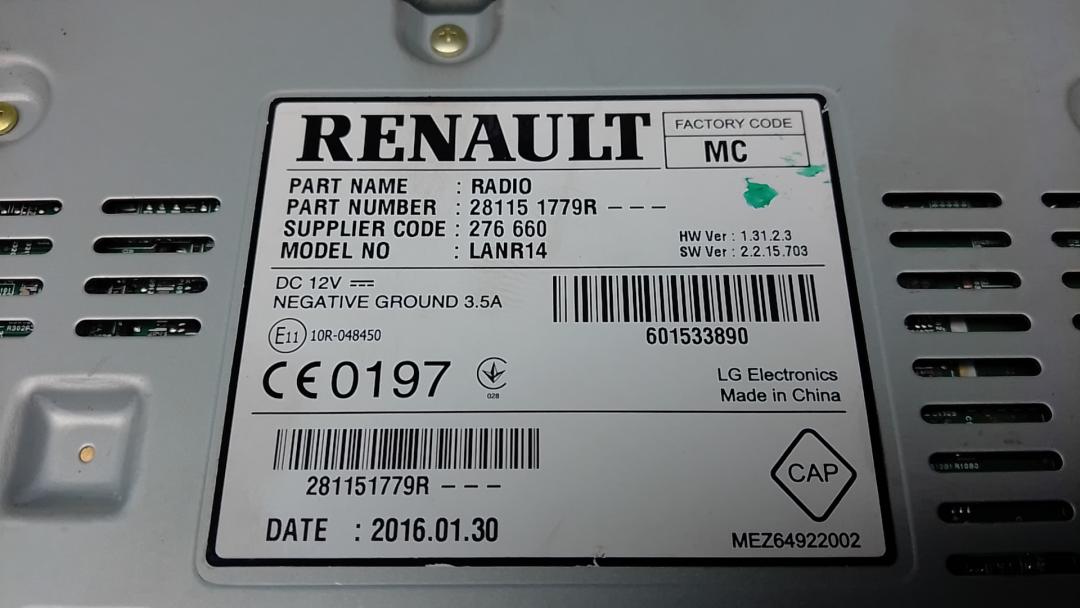 RENAULT
FACTORY CODE
MC
PART NAME : RADIO
PART NUMBER : 28115 1779R – – –
SUPPLIER CODE : 276 660
MODEL NO : LANR14
HW Ver : 1.31.2.3
SW Ver : 2.2.15.703
DC 12V
NEGATIVE GROUND 3.5A
E11 10R-048450
601533890
CE 0197
028
LG Electronics
Made in China
281151779R – – –
CAP
DATE : 2016.01.30
MEZ64922002